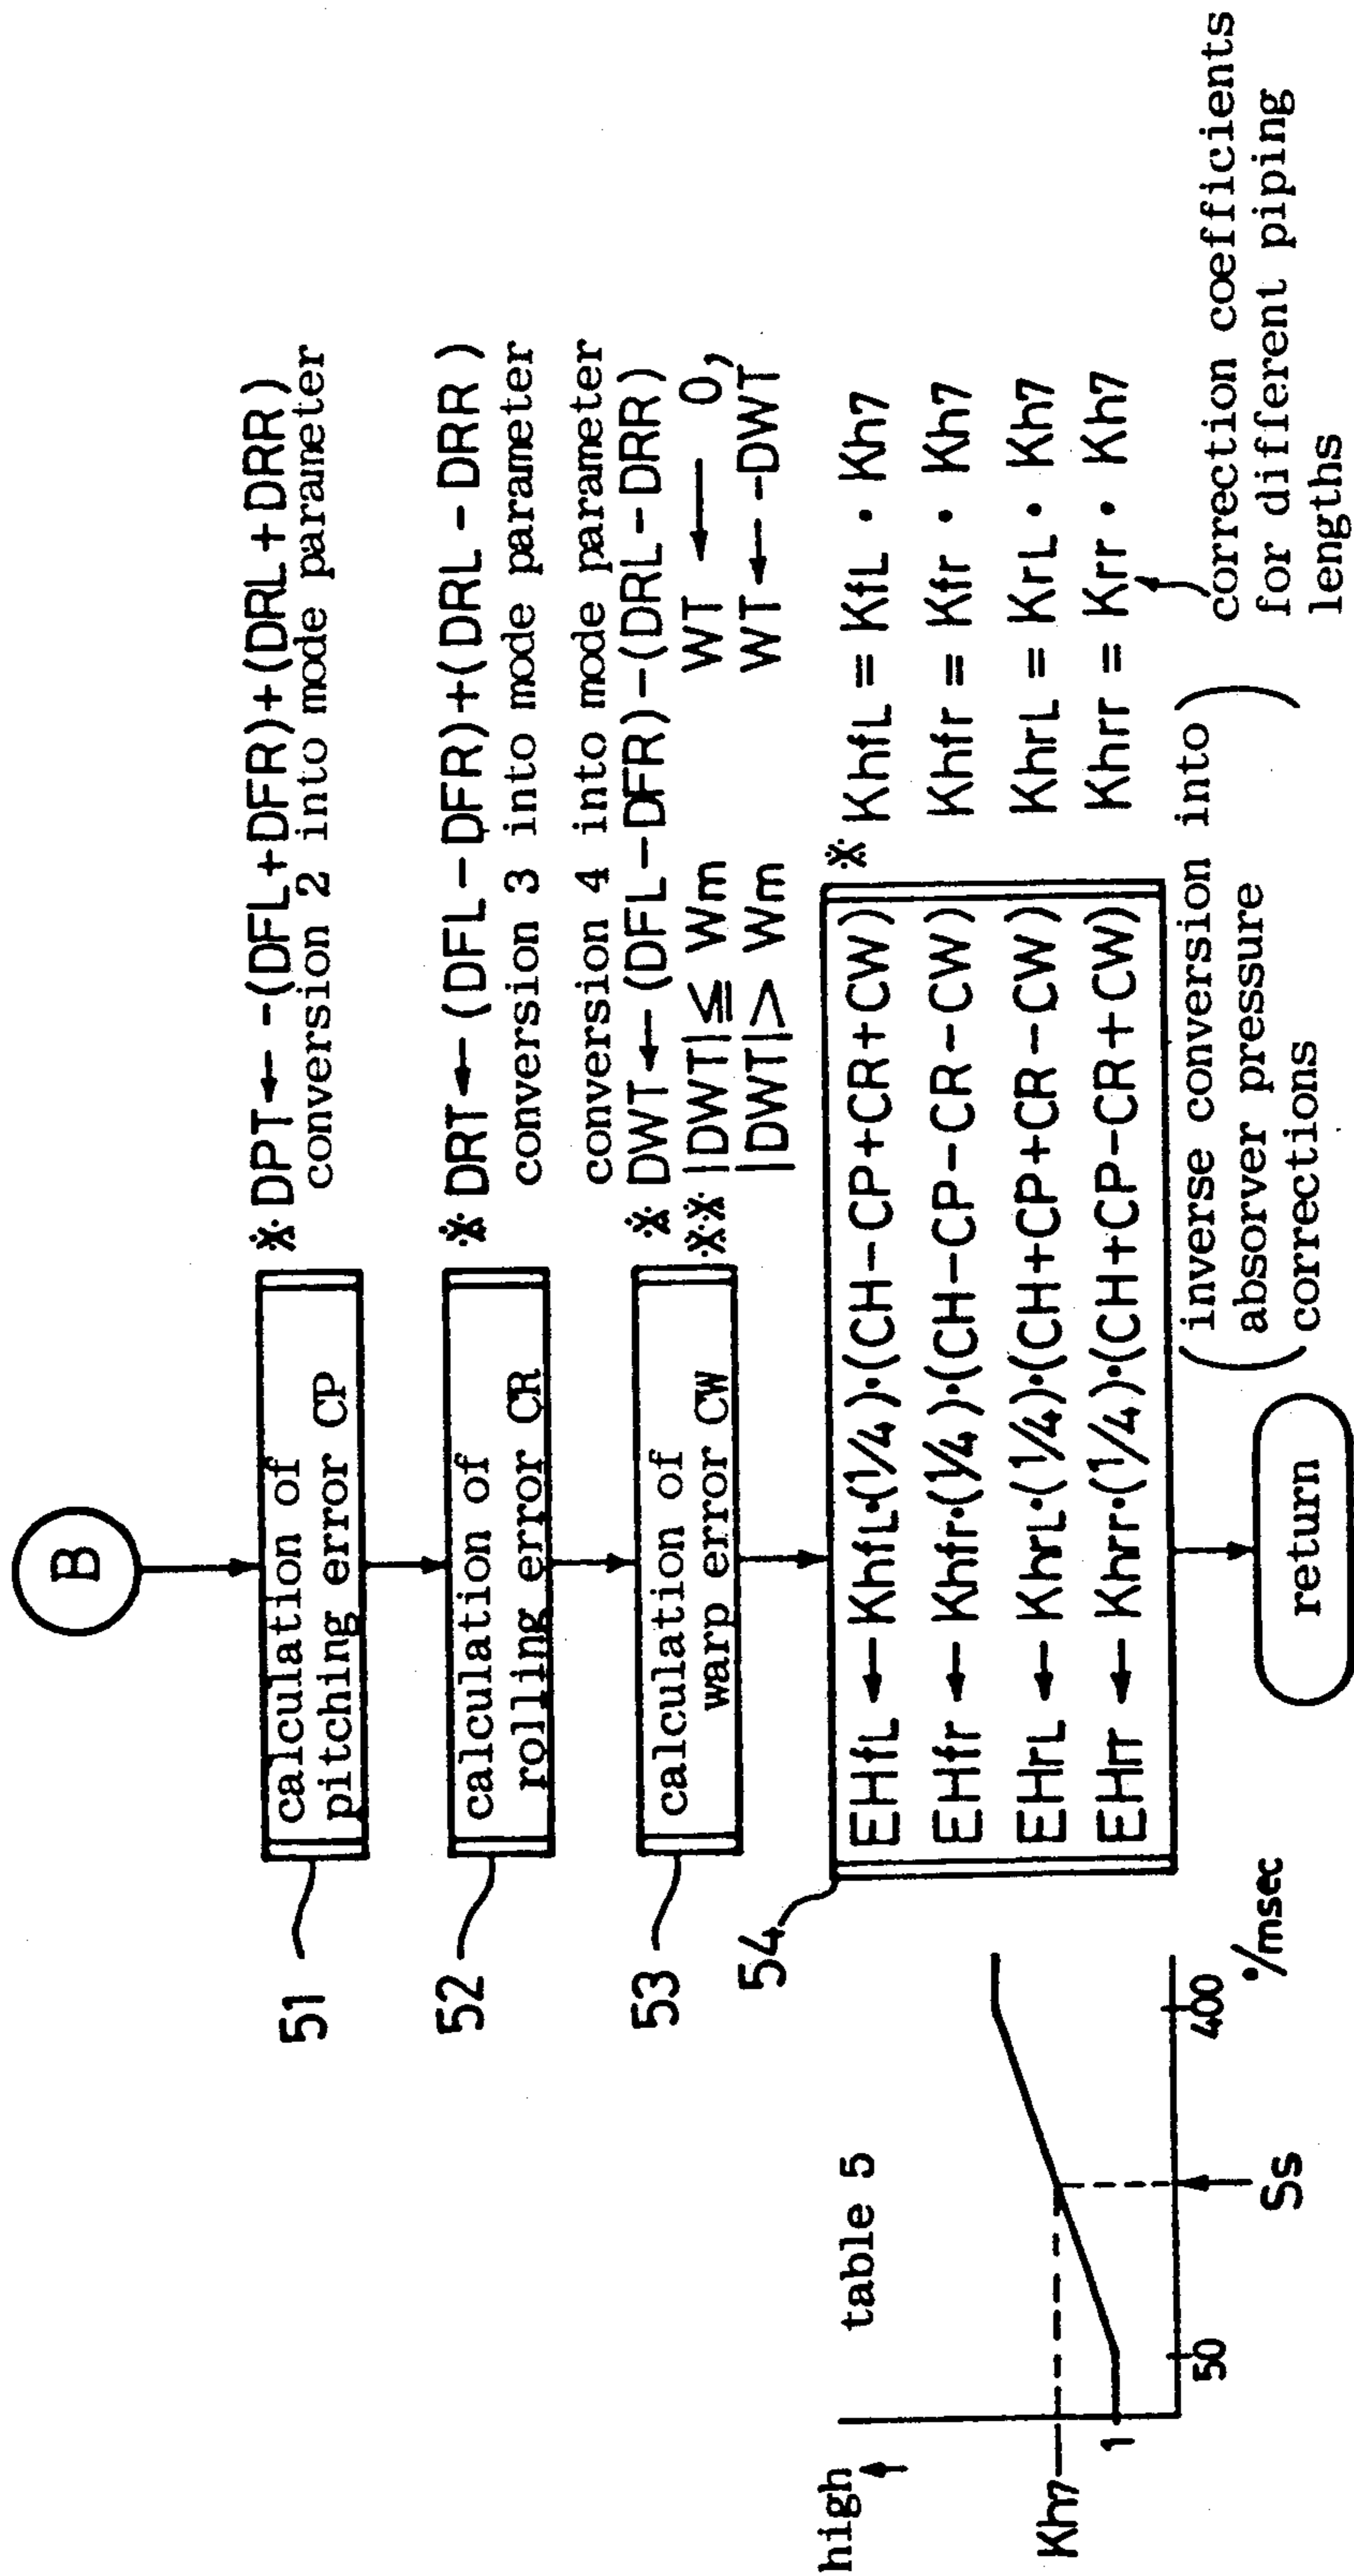 B
51
calculation of
pitching error CP
※ DPT ← -(DFL+DFR)+(DRL+DRR)
conversion 2 into mode parameter
52
calculation of
rolling error CR
※ DRT ← (DFL-DFR)+(DRL-DRR)
conversion 3 into mode parameter
53
calculation of
warp error CW
conversion 4 into mode parameter
※ DWT ← (DFL-DFR)-(DRL-DRR)
※※ |DWT| ≦ Wm WT ← 0,
|DWT| > Wm WT ← -DWT
54
EHfL ← KhfL·(1/4)·(CH-CP+CR+CW)
EHfr ← Khfr·(1/4)·(CH-CP-CR-CW)
EHrL ← KhrL·(1/4)·(CH+CP+CR-CW)
EHrr ← Khrr·(1/4)·(CH+CP-CR+CW)
※ KhfL = KfL · Kh7
Khfr = Kfr · Kh7
KhrL = KrL · Kh7
Khrr = Krr · Kh7
correction coefficients
for different piping
lengths
(inverse conversion into
absorver pressure
corrections)
return
high
table 5
Kh7
1
50
Ss
400
°/msec